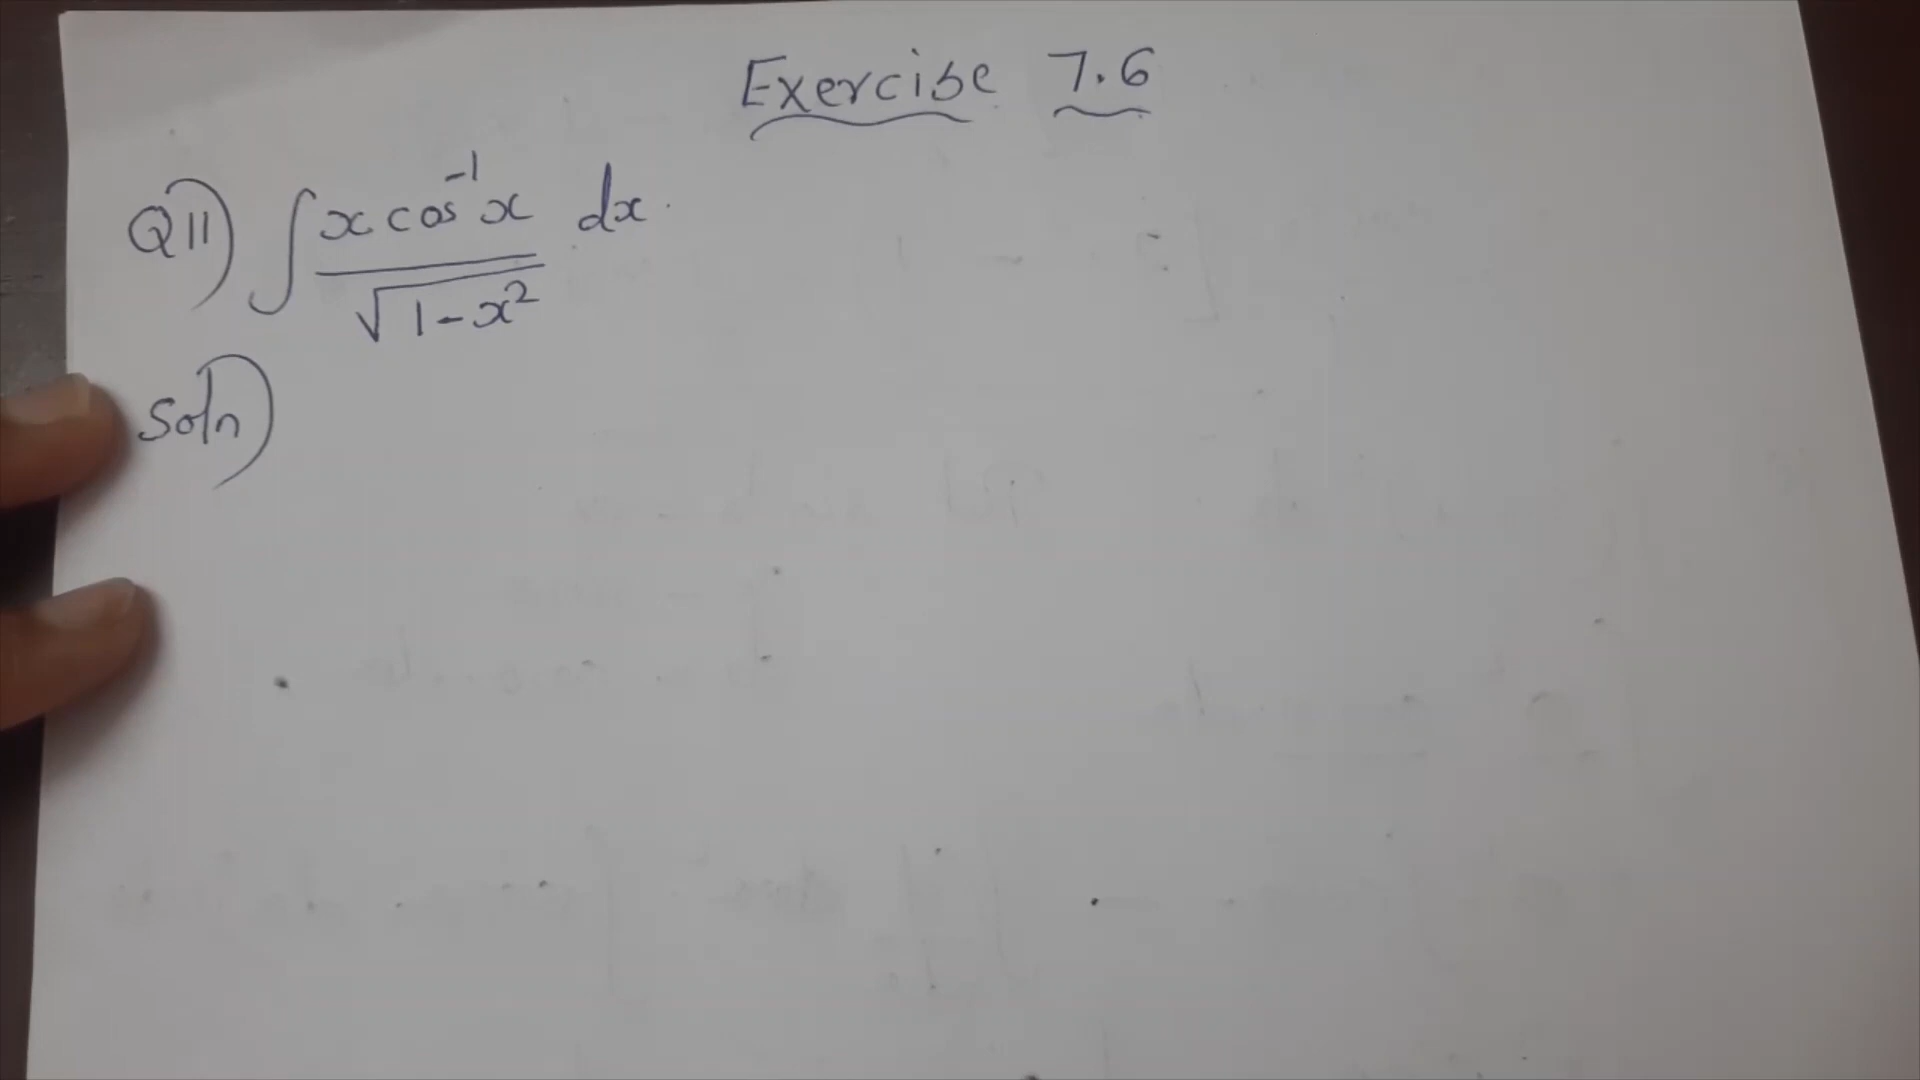 Exercise 7.6
Q11) ∫ x cos⁻¹x / √1-x² dx.
Soln)